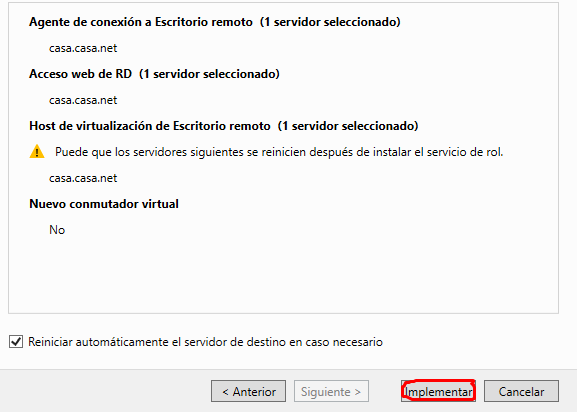 Agente de conexión a Escritorio remoto (1 servidor seleccionado)
casa.casa.net
Acceso web de RD (1 servidor seleccionado)
casa.casa.net
Host de virtualización de Escritorio remoto (1 servidor seleccionado)
Puede que los servidores siguientes se reinicien después de instalar el servicio de rol.
casa.casa.net
Nuevo conmutador virtual
No
Reiniciar automáticamente el servidor de destino en caso necesario
< Anterior Siguiente > Implementar Cancelar